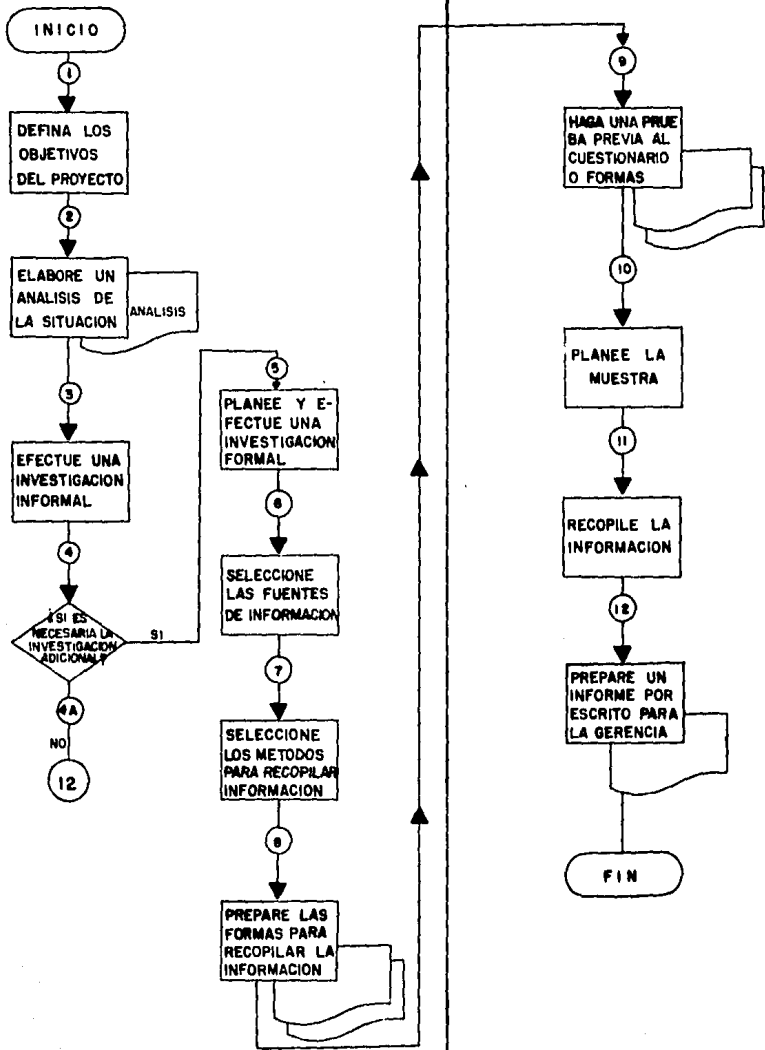 INICIO
1
DEFINA LOS
OBJETIVOS
DEL PROYECTO
2
ELABORE UN
ANALISIS DE
LA SITUACION
ANALISIS
3
EFECTUE UNA
INVESTIGACION
INFORMAL
4
¿SI ES
NECESARIA LA
INVESTIGACION
ADICIONAL?
SI
4A
NO
12
5
PLANEE Y E-
FECTUE UNA
INVESTIGACION
FORMAL
6
SELECCIONE
LAS FUENTES
DE INFORMACION
7
SELECCIONE
LOS METODOS
PARA RECOPILAR
INFORMACION
8
PREPARE LAS
FORMAS PARA
RECOPILAR LA
INFORMACION
9
HAGA UNA PRUE
BA PREVIA AL
CUESTIONARIO
O FORMAS
10
PLANEE LA
MUESTRA
11
RECOPILE LA
INFORMACION
12
PREPARE UN
INFORME POR
ESCRITO PARA
LA GERENCIA
FIN